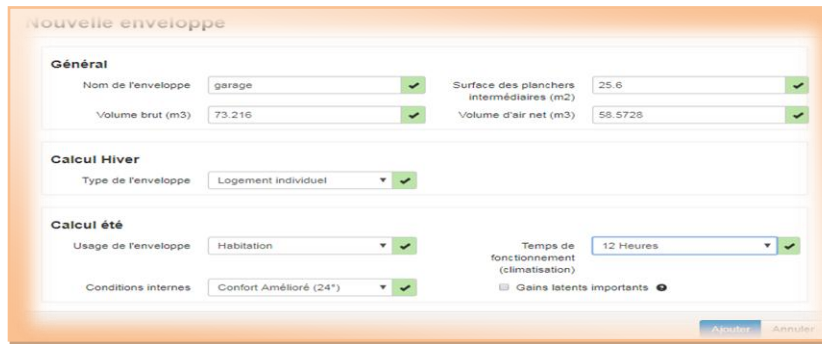 Nouvelle enveloppe
Général
Nom de l'enveloppe garage Surface des planchers intermédiaires (m2) 25.6
Volume brut (m3) 73.216 Volume d'air net (m3) 58.5728
Calcul Hiver
Type de l'enveloppe Logement individuel
Calcul été
Usage de l'enveloppe Habitation Temps de fonctionnement (climatisation) 12 Heures
Conditions internes Confort Amélioré (24°) Gains latents importants
Ajouter Annuler